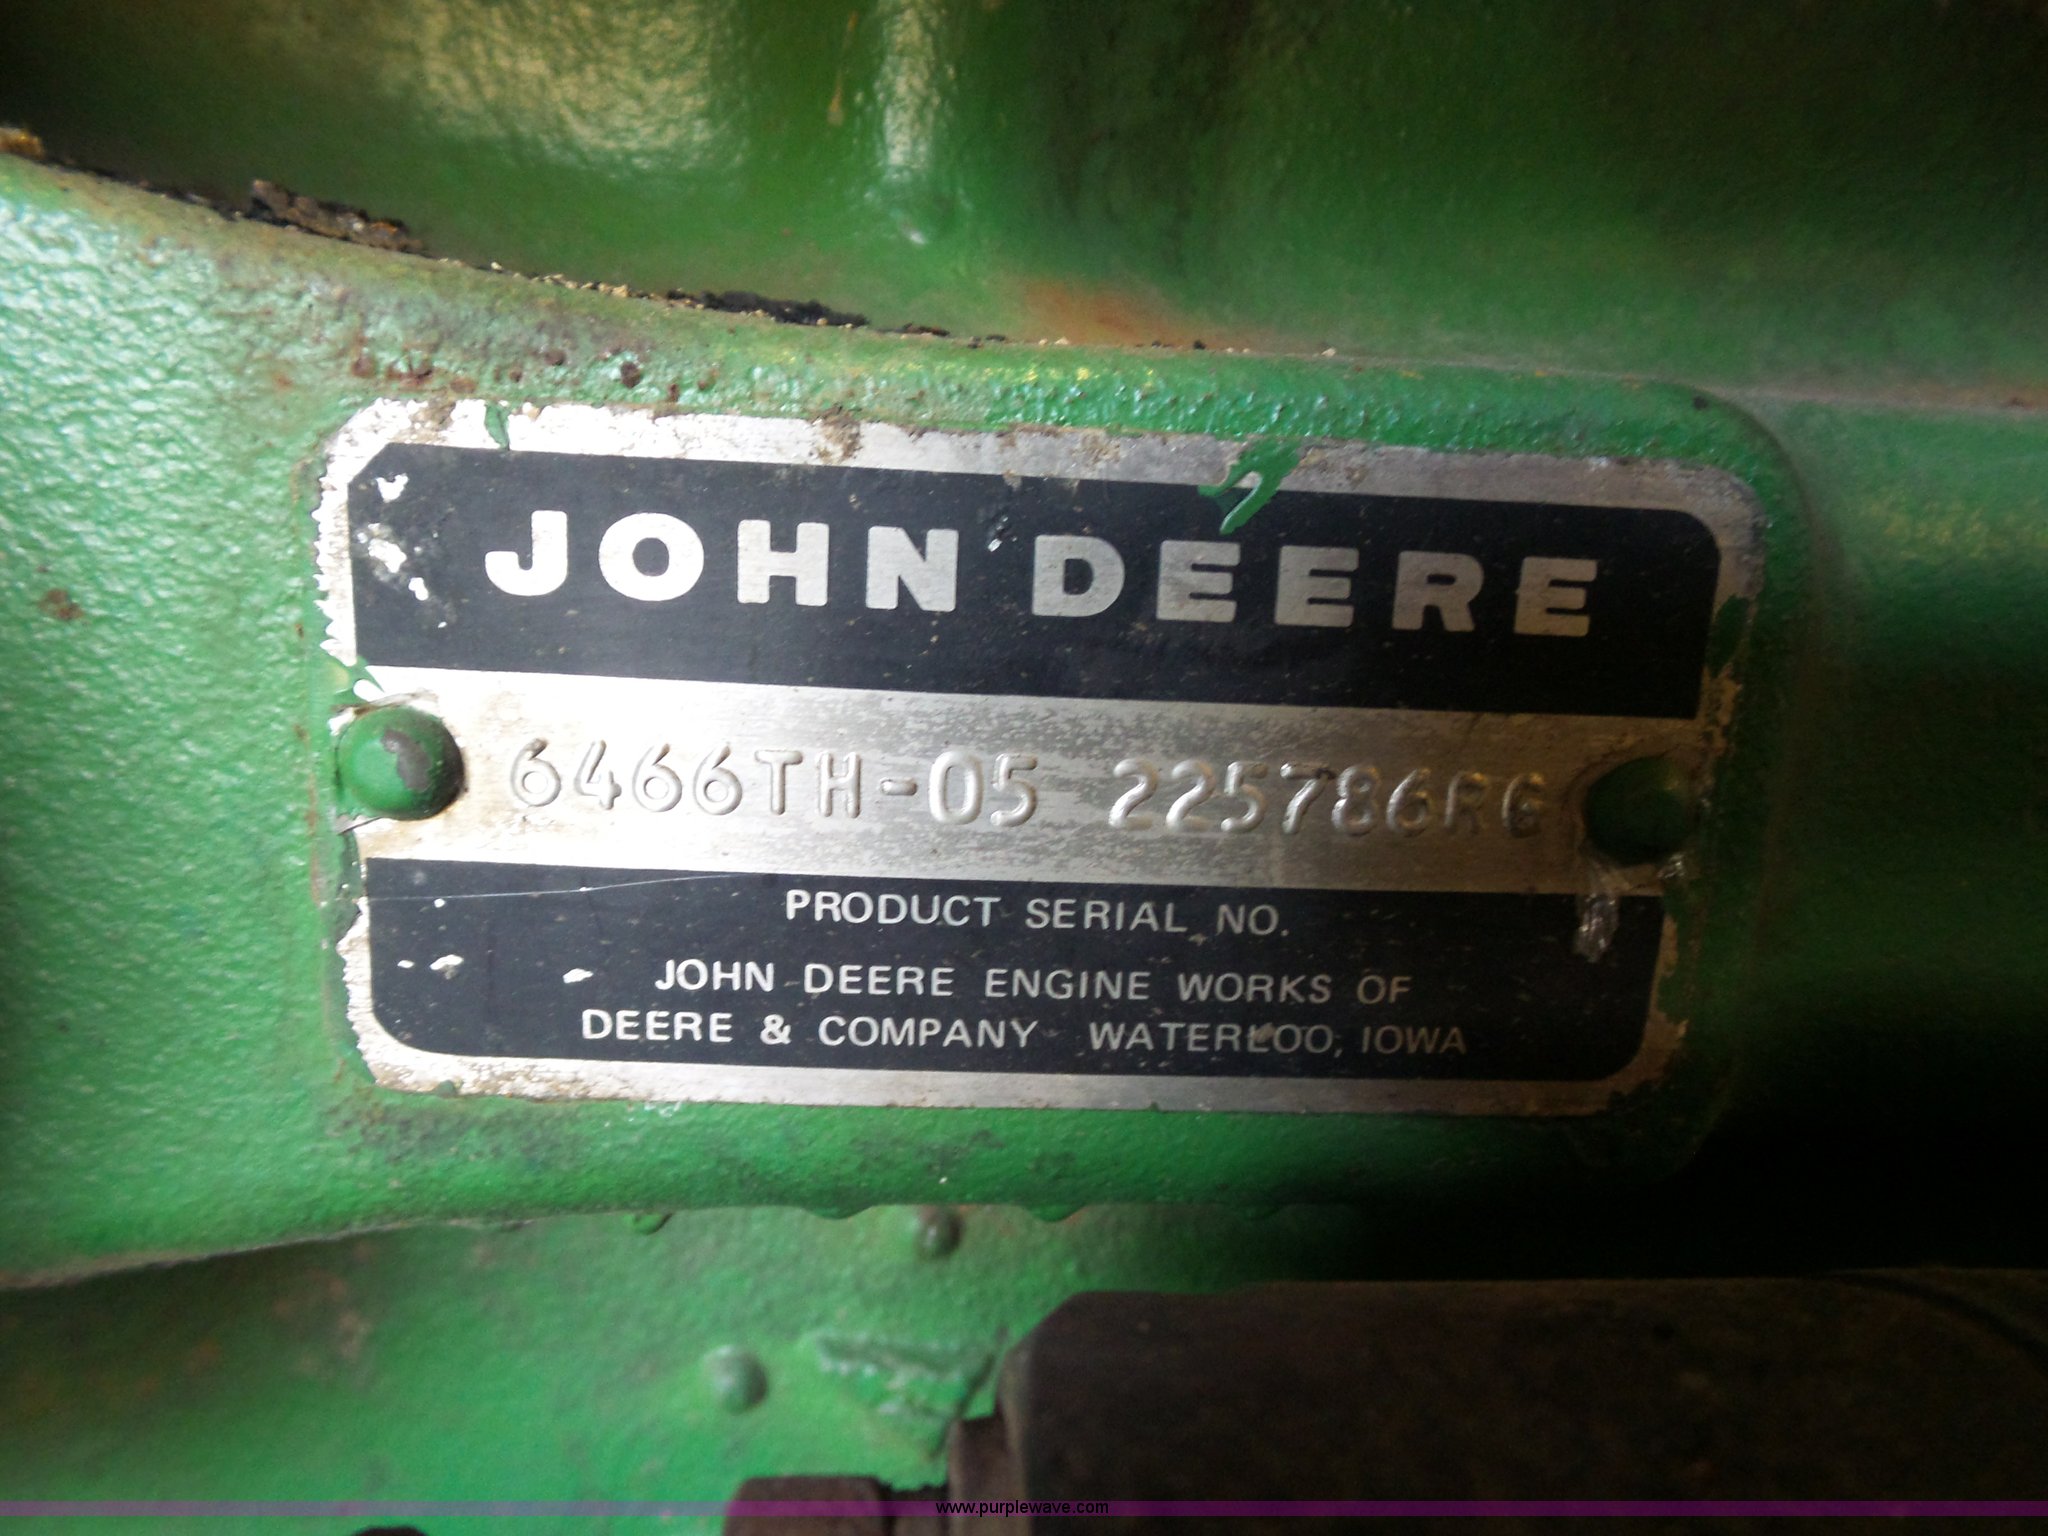 JOHN DEERE
6466TH-05 225786RG
PRODUCT SERIAL NO.
JOHN DEERE ENGINE WORKS OF
DEERE & COMPANY WATERLOO, IOWA
www.purplewave.com